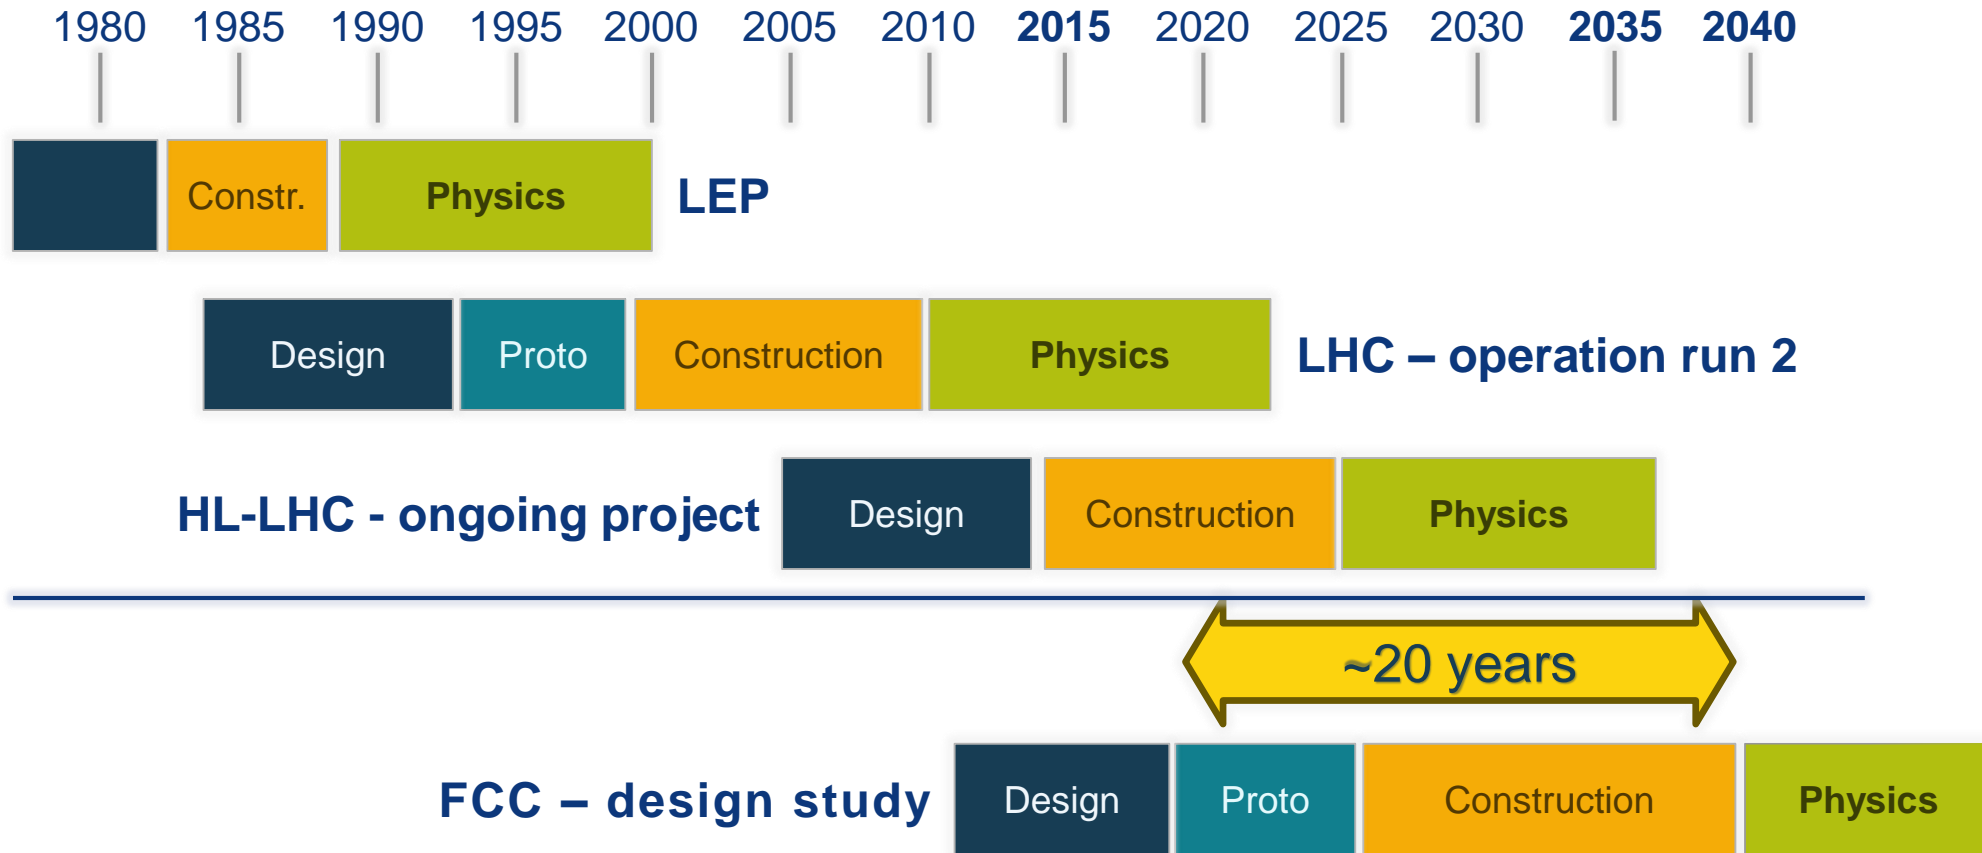 1980 1985 1990 1995 2000 2005 2010 2015 2020 2025 2030 2035 2040
Constr. Physics LEP
Design Proto Construction Physics LHC – operation run 2
HL-LHC - ongoing project Design Construction Physics
~20 years
FCC – design study Design Proto Construction Physics